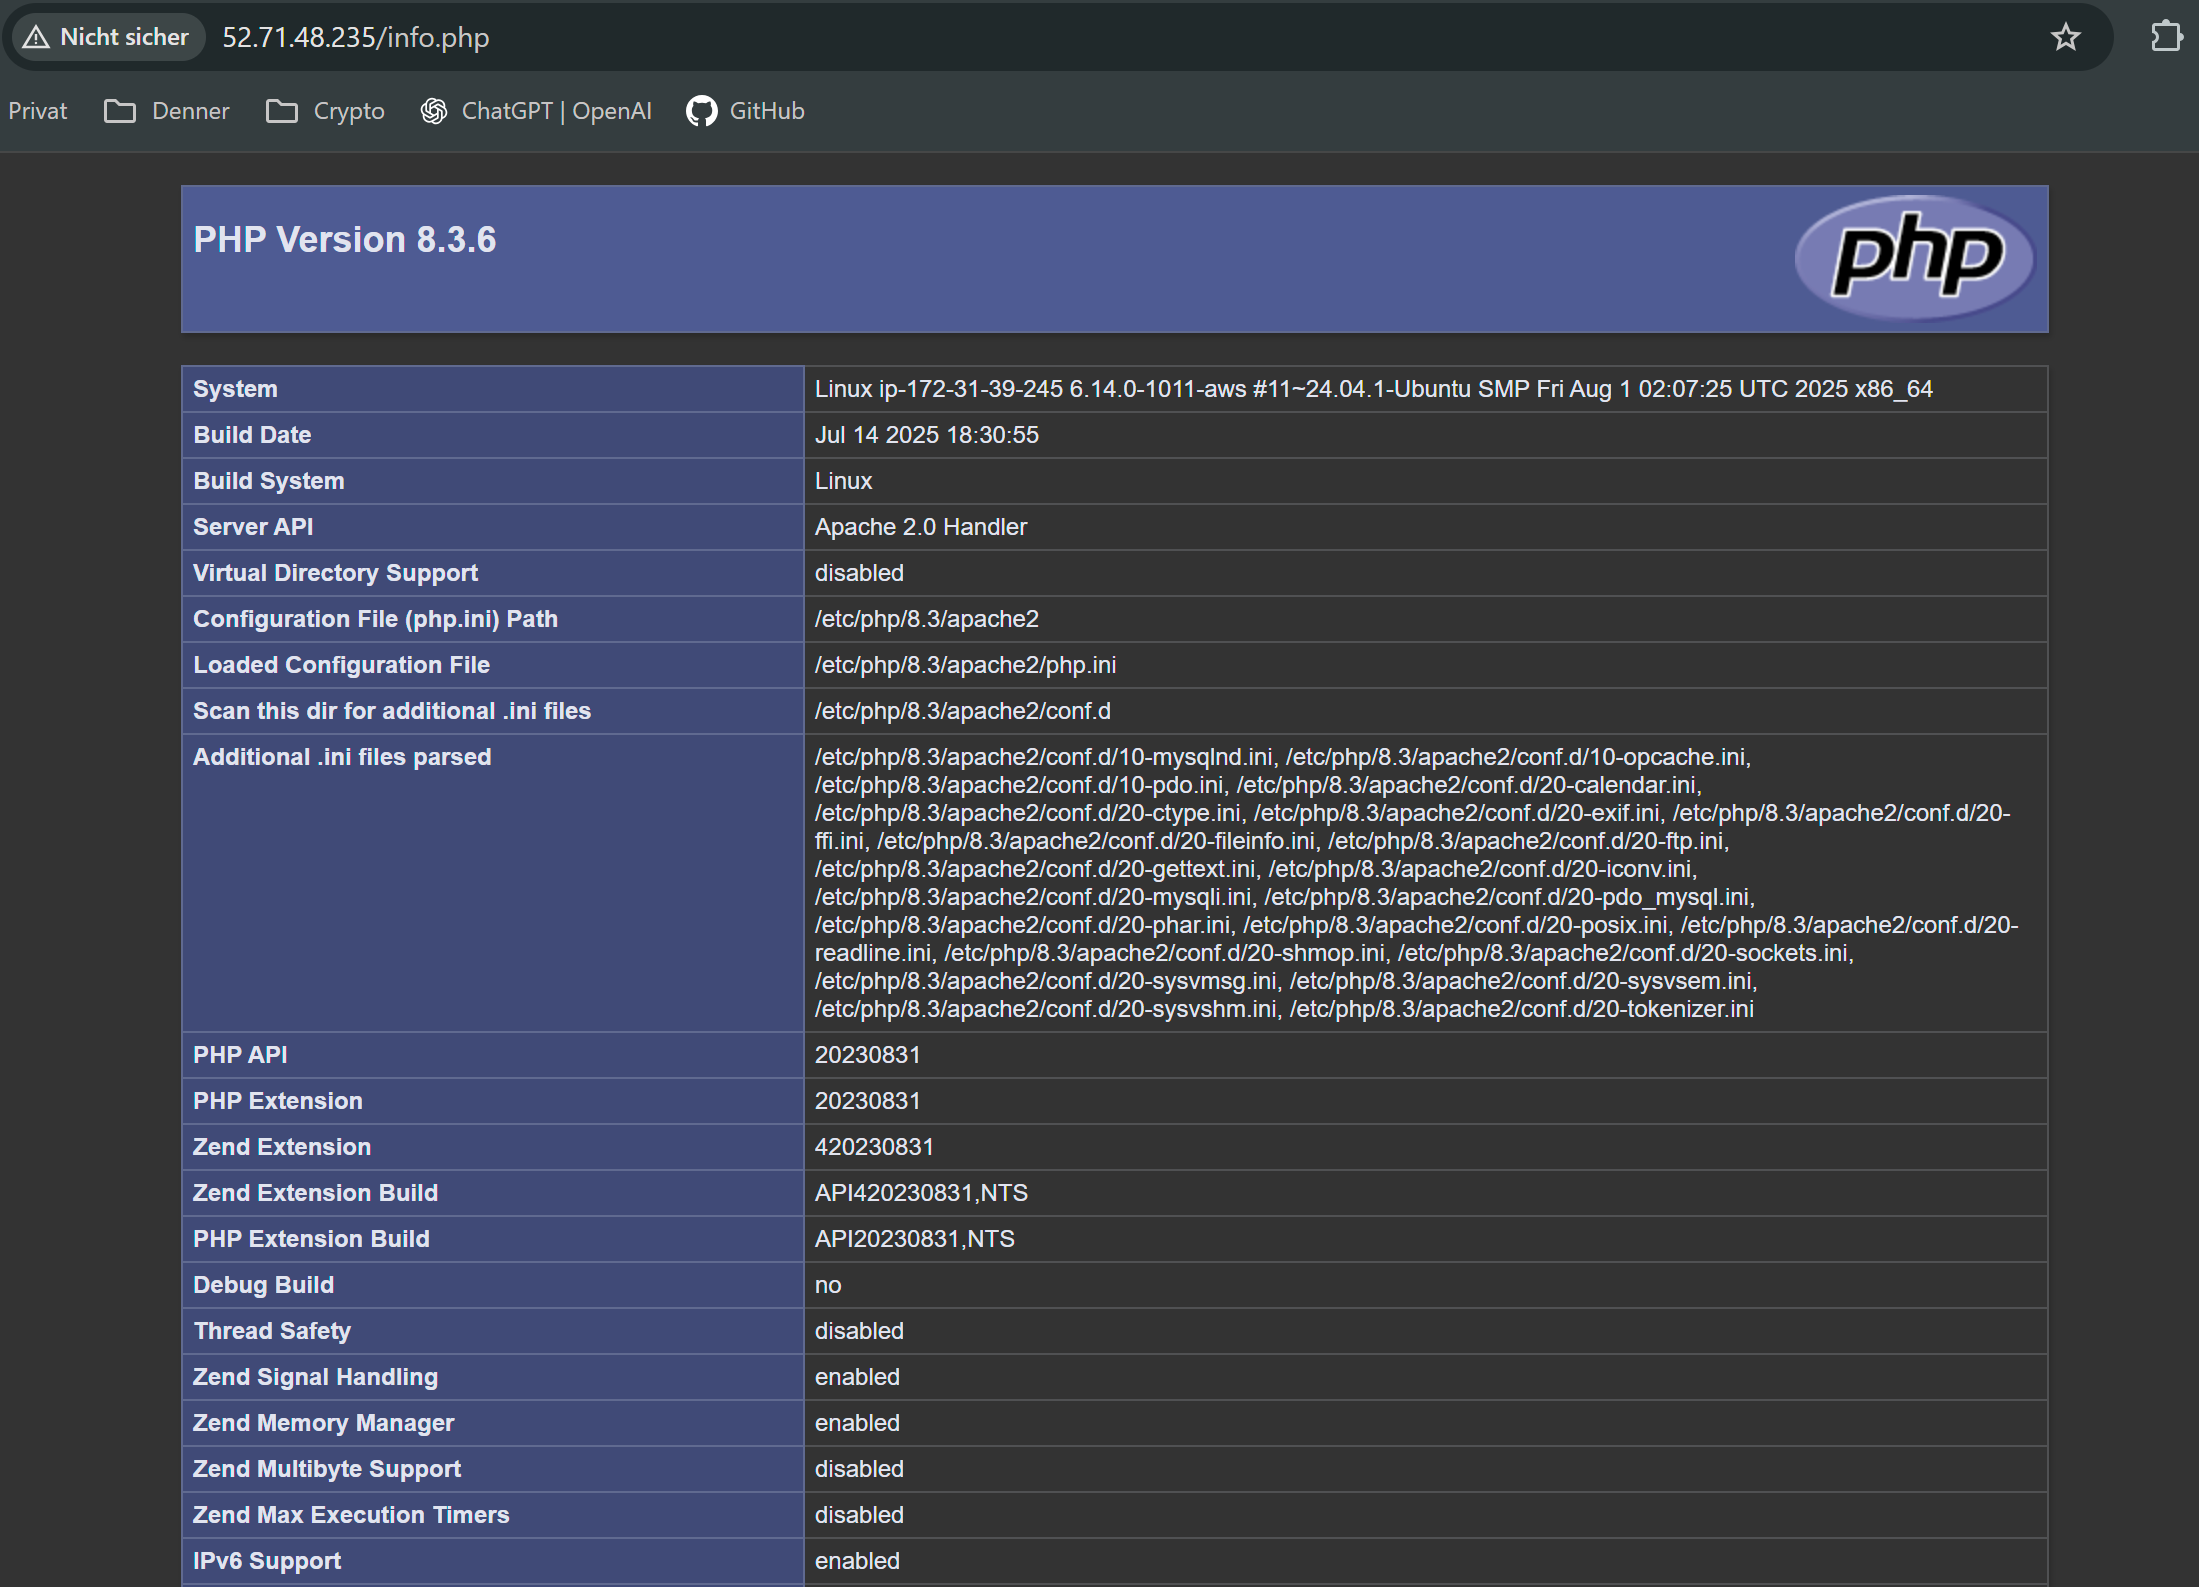 Nicht sicher 52.71.48.235/info.php
Privat Denner Crypto ChatGPT | OpenAI GitHub
PHP Version 8.3.6
php
System Linux ip-172-31-39-245 6.14.0-1011-aws #11~24.04.1-Ubuntu SMP Fri Aug 1 02:07:25 UTC 2025 x86_64
Build Date Jul 14 2025 18:30:55
Build System Linux
Server API Apache 2.0 Handler
Virtual Directory Support disabled
Configuration File (php.ini) Path /etc/php/8.3/apache2
Loaded Configuration File /etc/php/8.3/apache2/php.ini
Scan this dir for additional .ini files /etc/php/8.3/apache2/conf.d
Additional .ini files parsed /etc/php/8.3/apache2/conf.d/10-mysqlnd.ini, /etc/php/8.3/apache2/conf.d/10-opcache.ini,
/etc/php/8.3/apache2/conf.d/10-pdo.ini, /etc/php/8.3/apache2/conf.d/20-calendar.ini,
/etc/php/8.3/apache2/conf.d/20-ctype.ini, /etc/php/8.3/apache2/conf.d/20-exif.ini, /etc/php/8.3/apache2/conf.d/20-
ffi.ini, /etc/php/8.3/apache2/conf.d/20-fileinfo.ini, /etc/php/8.3/apache2/conf.d/20-ftp.ini,
/etc/php/8.3/apache2/conf.d/20-gettext.ini, /etc/php/8.3/apache2/conf.d/20-iconv.ini,
/etc/php/8.3/apache2/conf.d/20-mysqli.ini, /etc/php/8.3/apache2/conf.d/20-pdo_mysql.ini,
/etc/php/8.3/apache2/conf.d/20-phar.ini, /etc/php/8.3/apache2/conf.d/20-posix.ini, /etc/php/8.3/apache2/conf.d/20-
readline.ini, /etc/php/8.3/apache2/conf.d/20-shmop.ini, /etc/php/8.3/apache2/conf.d/20-sockets.ini,
/etc/php/8.3/apache2/conf.d/20-sysvmsg.ini, /etc/php/8.3/apache2/conf.d/20-sysvsem.ini,
/etc/php/8.3/apache2/conf.d/20-sysvshm.ini, /etc/php/8.3/apache2/conf.d/20-tokenizer.ini
PHP API 20230831
PHP Extension 20230831
Zend Extension 420230831
Zend Extension Build API420230831,NTS
PHP Extension Build API20230831,NTS
Debug Build no
Thread Safety disabled
Zend Signal Handling enabled
Zend Memory Manager enabled
Zend Multibyte Support disabled
Zend Max Execution Timers disabled
IPv6 Support enabled